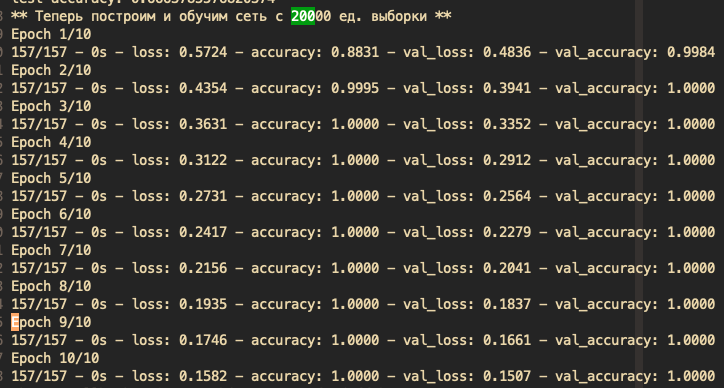 ** Теперь построим и обучим сеть с 20000 ед. выборки **
Epoch 1/10
157/157 - 0s - loss: 0.5724 - accuracy: 0.8831 - val_loss: 0.4836 - val_accuracy: 0.9984
Epoch 2/10
157/157 - 0s - loss: 0.4354 - accuracy: 0.9995 - val_loss: 0.3941 - val_accuracy: 1.0000
Epoch 3/10
157/157 - 0s - loss: 0.3631 - accuracy: 1.0000 - val_loss: 0.3352 - val_accuracy: 1.0000
Epoch 4/10
157/157 - 0s - loss: 0.3122 - accuracy: 1.0000 - val_loss: 0.2912 - val_accuracy: 1.0000
Epoch 5/10
157/157 - 0s - loss: 0.2731 - accuracy: 1.0000 - val_loss: 0.2564 - val_accuracy: 1.0000
Epoch 6/10
157/157 - 0s - loss: 0.2417 - accuracy: 1.0000 - val_loss: 0.2279 - val_accuracy: 1.0000
Epoch 7/10
157/157 - 0s - loss: 0.2156 - accuracy: 1.0000 - val_loss: 0.2041 - val_accuracy: 1.0000
Epoch 8/10
157/157 - 0s - loss: 0.1935 - accuracy: 1.0000 - val_loss: 0.1837 - val_accuracy: 1.0000
Epoch 9/10
157/157 - 0s - loss: 0.1746 - accuracy: 1.0000 - val_loss: 0.1661 - val_accuracy: 1.0000
Epoch 10/10
157/157 - 0s - loss: 0.1582 - accuracy: 1.0000 - val_loss: 0.1507 - val_accuracy: 1.0000